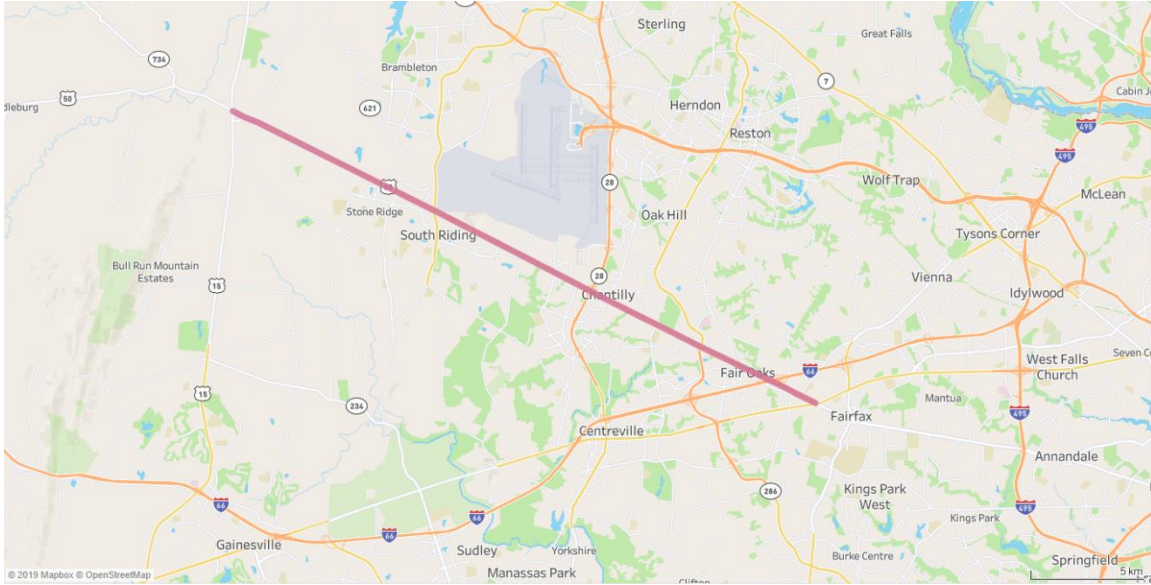 Sterling
Great Falls
734
Brambleton
7
50
dleburg
621
Herndon
Cabin Jo
495
Reston
495
28
Wolf Trap
McLean
Stone Ridge
Oak Hill
South Riding
Tysons Corner
Bull Run Mountain
Estates
15
28
Vienna
Chantilly
Idylwood
Seven Co
West Falls
Church
Fair Oaks
66
15
Mantua
234
Fairfax
495
Centreville
Annandale
286
Kings Park
West
66
66
495
Kings Park
66
Gainesville
Sudley
Yorkshire
Burke Centre
Springfield
Manassas Park
5 km
© 2019 Mapbox © OpenStreetMap
Clifton